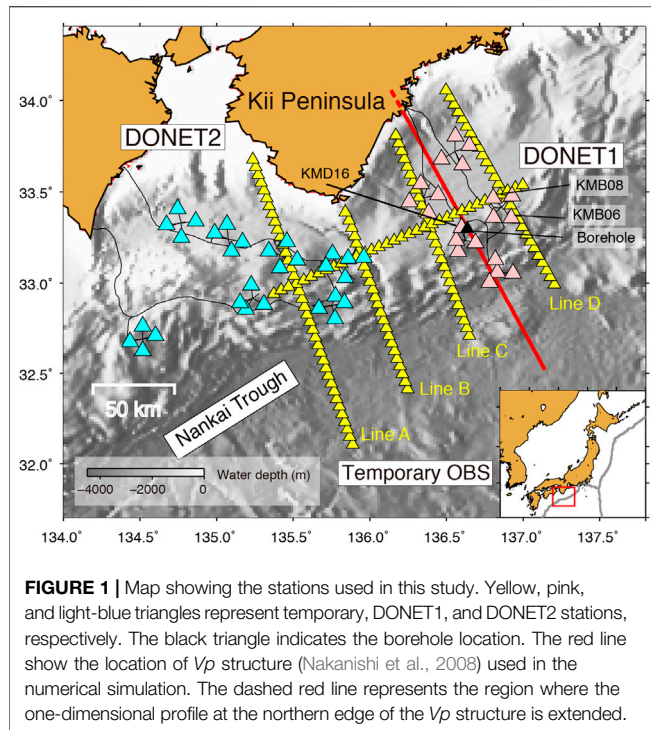 34.0°
33.5°
33.0°
32.5°
32.0°
134.0°
134.5°
135.0°
135.5°
136.0°
136.5°
137.0°
137.5°
Kii Peninsula
DONET2
DONET1
KMD16
KMB08
KMB06
Borehole
Line D
Line C
Line B
Line A
50 km
Nankai Trough
Temporary OBS
Water depth (m)
−4000 −2000 0
FIGURE 1 | Map showing the stations used in this study. Yellow, pink,
and light-blue triangles represent temporary, DONET1, and DONET2 stations,
respectively. The black triangle indicates the borehole location. The red line
show the location of Vp structure (Nakanishi et al., 2008) used in the
numerical simulation. The dashed red line represents the region where the
one-dimensional profile at the northern edge of the Vp structure is extended.